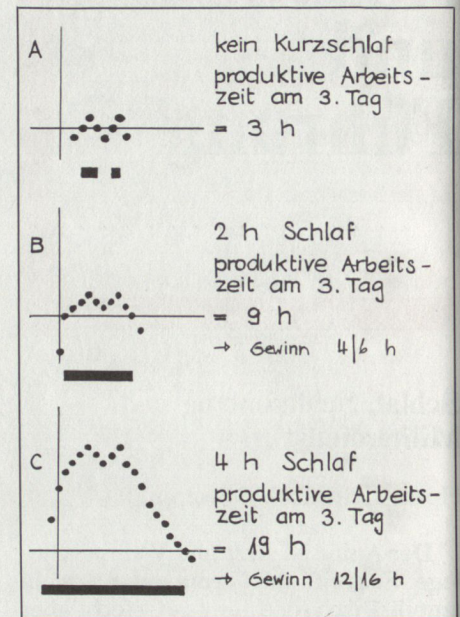 A
kein Kurzschlaf
produktive Arbeits-
zeit am 3. Tag
= 3 h
B
2 h Schlaf
produktive Arbeits-
zeit am 3. Tag
= 9 h
→ Gewinn 4/6 h
C
4 h Schlaf
produktive Arbeits-
zeit am 3. Tag
= 19 h
→ Gewinn 12/16 h